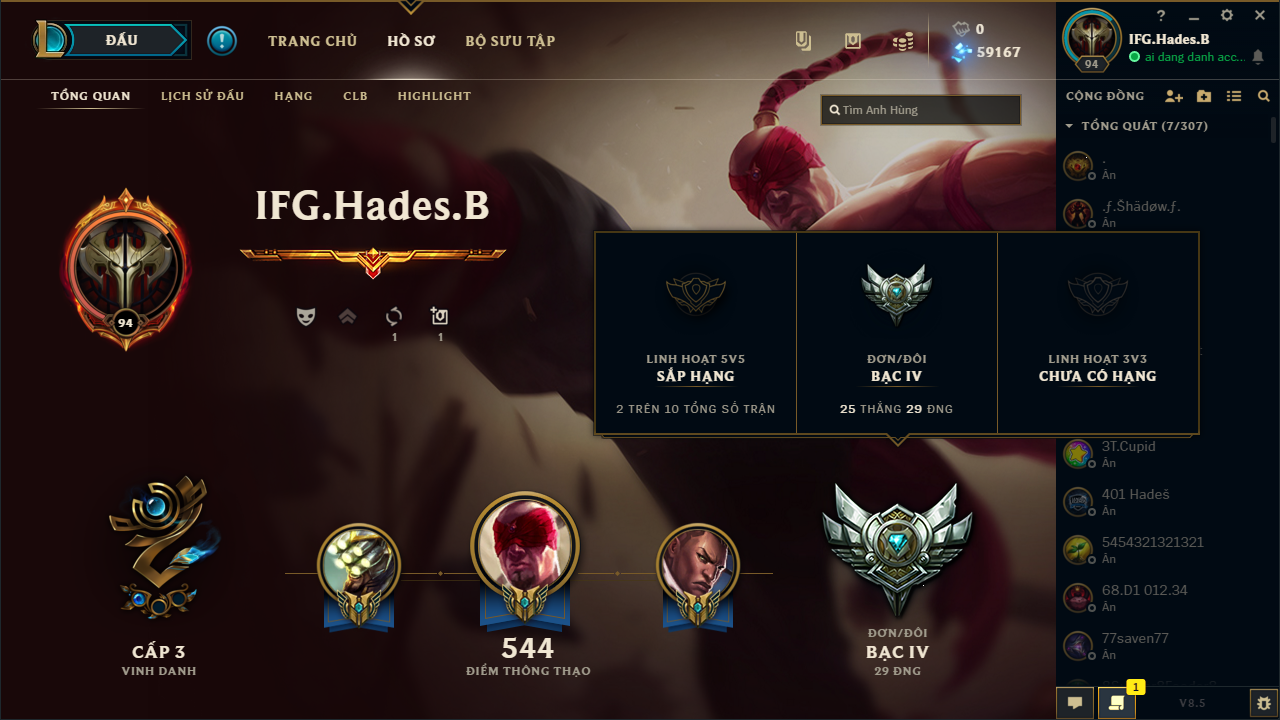 ĐẤU
TRANG CHỦ
HỒ SƠ
BỘ SƯU TẬP
0
59167
94
IFG.Hades.B
ai dang danh acc...
TỔNG QUAN
LỊCH SỬ ĐẤU
HẠNG
CLB
HIGHLIGHT
Tìm Anh Hùng
CỘNG ĐỒNG
TỔNG QUÁT (7/307)
.
Ẩn
.ƒ.Šhädøw.ƒ.
Ẩn
IFG.Hades.B
94
1
1
LINH HOẠT 5V5
SẮP HẠNG
2 TRÊN 10 TỔNG SỐ TRẬN
ĐƠN/ĐÔI
BẠC IV
25 THẮNG 29 ĐNG
LINH HOẠT 3V3
CHƯA CÓ HẠNG
3T.Cupid
Ẩn
401 Hadeš
Ẩn
5454321321321
Ẩn
68.D1 012.34
Ẩn
77saven77
Ẩn
CẤP 3
VINH DANH
544
ĐIỂM THÔNG THẠO
ĐƠN/ĐÔI
BẠC IV
29 ĐNG
1
V8.5